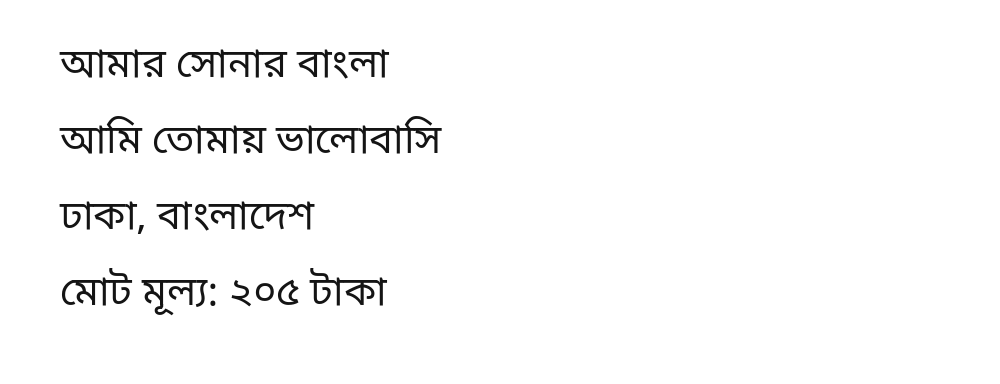 আমার সোনার বাংলা
আমি তোমায় ভালোবাসি
ঢাকা, বাংলাদেশ
মোট মূল্য: ২০৫ টাকা